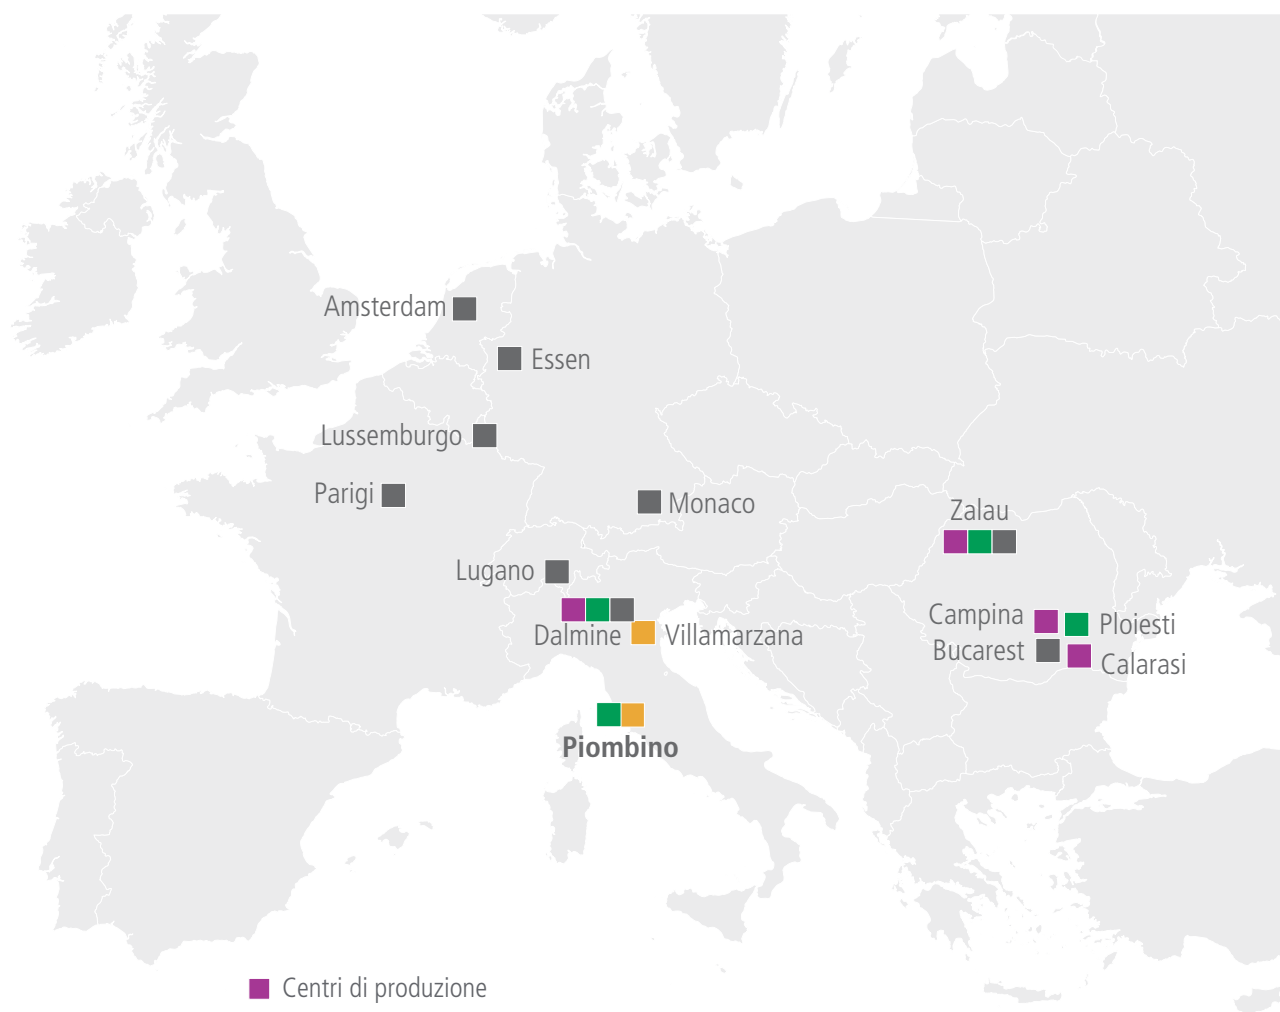 Amsterdam
Essen
Lussemburgo
Parigi
Monaco
Zalau
Lugano
Campina
Ploiesti
Dalmine
Villamarzana
Bucarest
Calarasi
Piombino
Centri di produzione